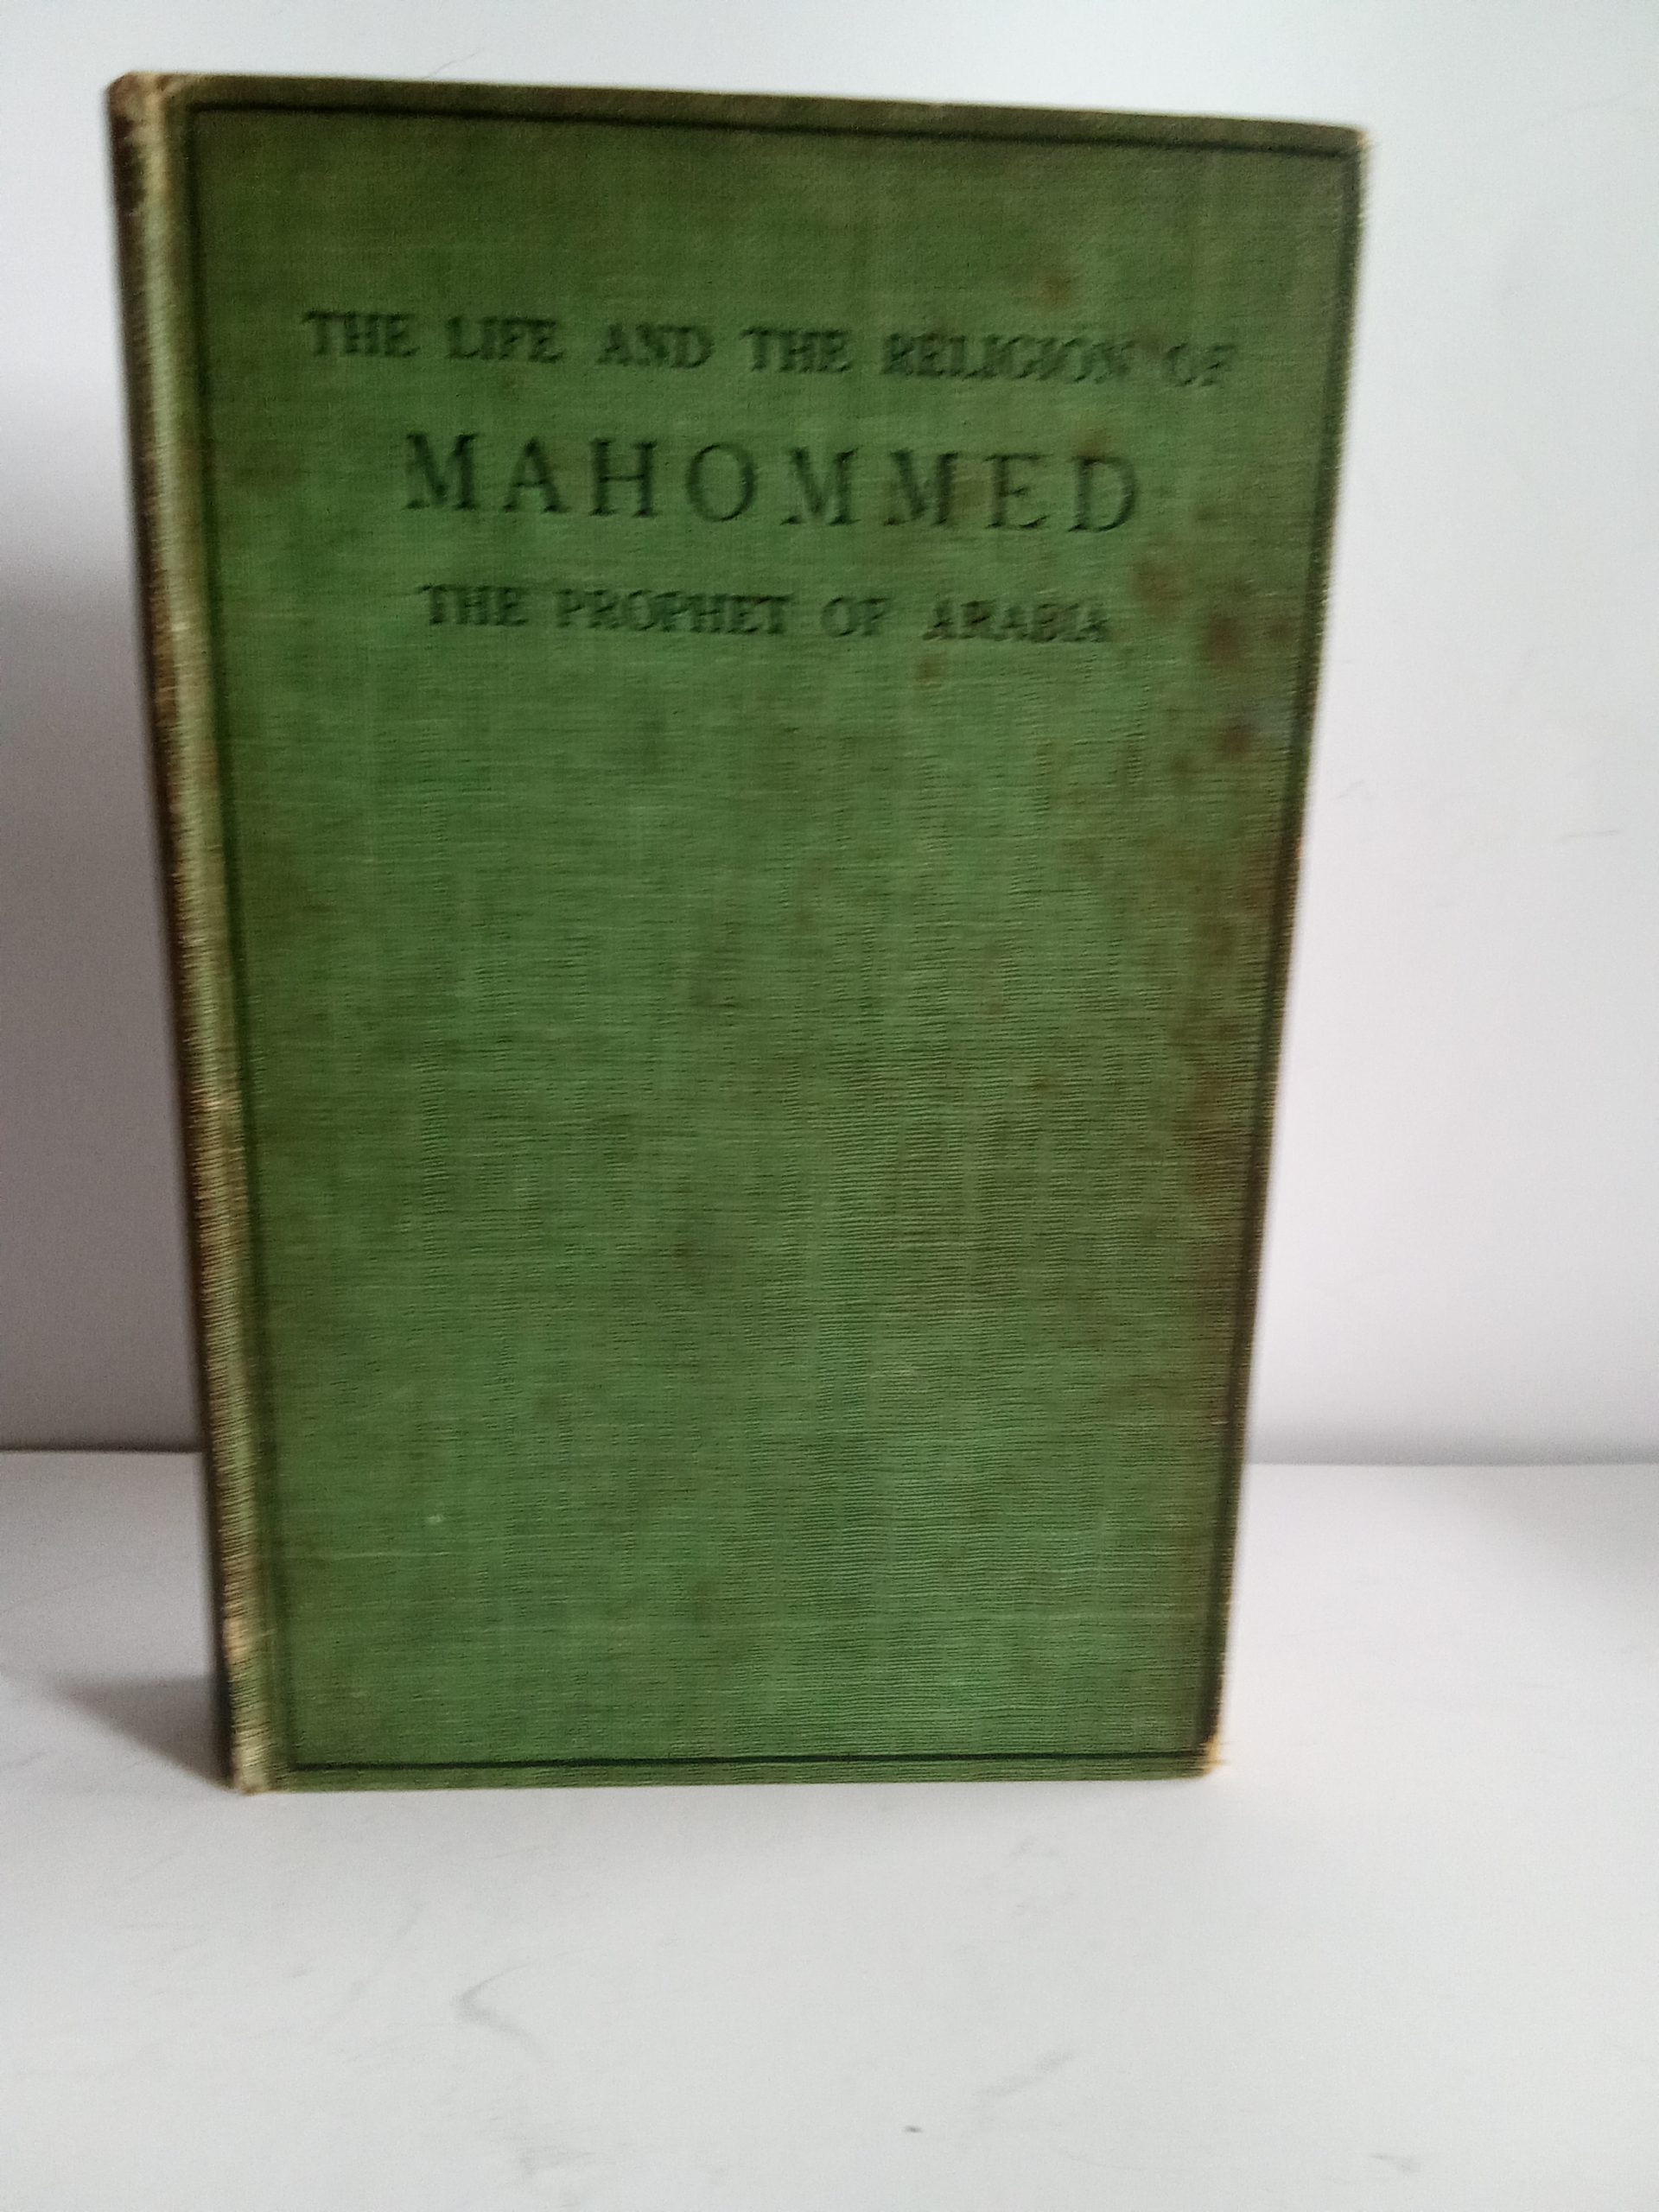 THE LIFE AND THE RELIGION OF
MAHOMMED
THE PROPHET OF ARABIA